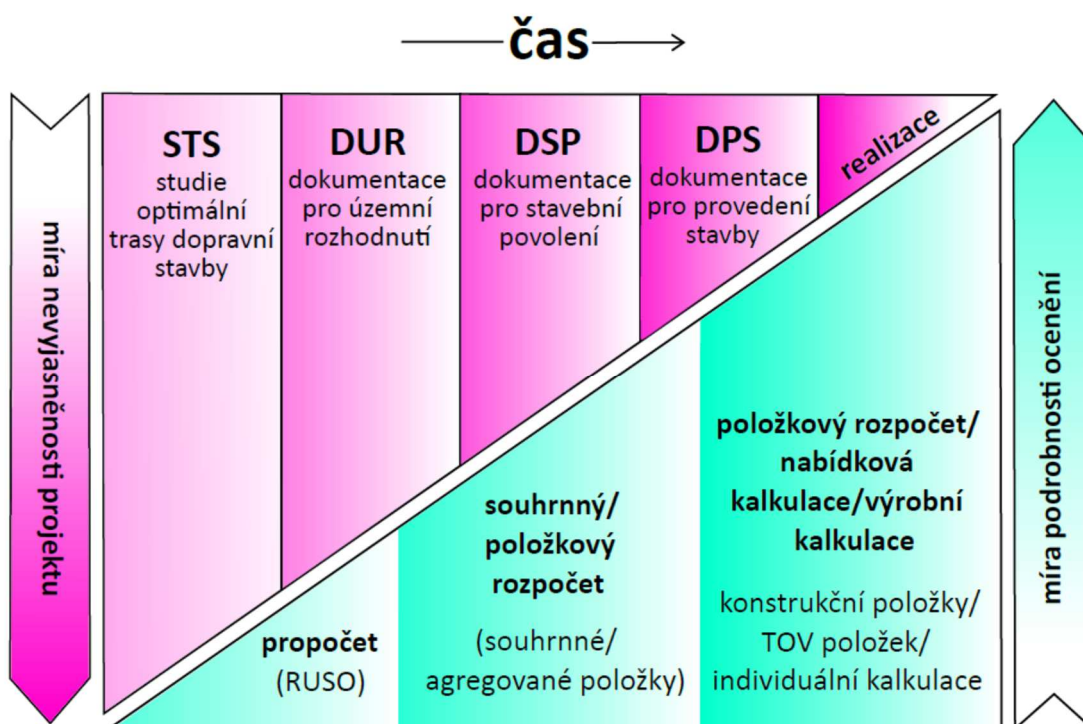 čas
STS
studie
optimální
trasy dopravní
stavby
DUR
dokumentace
pro územní
rozhodnutí
DSP
dokumentace
pro stavební
povolení
DPS
dokumentace
pro provedení
stavby
realizace
míra nevyjasněnosti projektu
propočet
(RUSO)
souhrnný/
položkový
rozpočet
(souhrnné/
agregované položky)
položkový rozpočet/
nabídková
kalkulace/výrobní
kalkulace
konstrukční položky/
TOV položek/
individuální kalkulace
míra podrobnosti ocenění